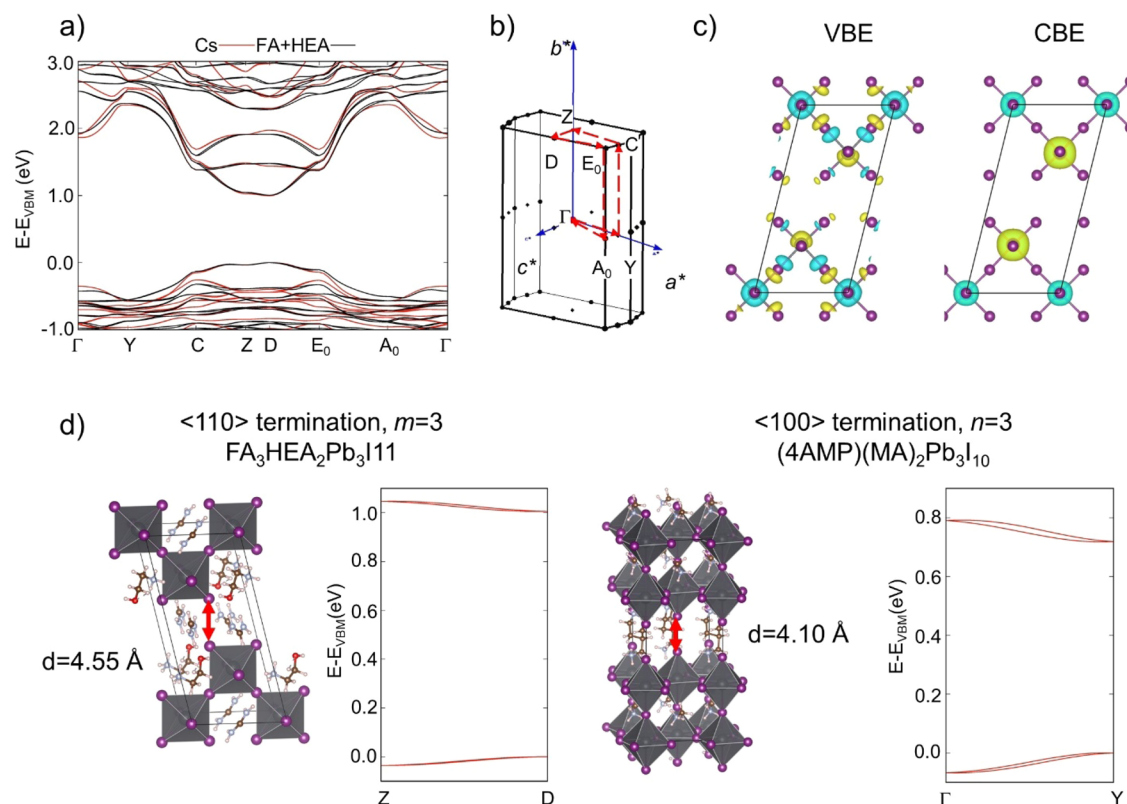 a)
Cs FA+HEA
3.0
2.0
1.0
0.0
-1.0
E-E_VBM (eV)
Γ Y C Z D E₀ A₀ Γ
b)
b*
Z
C
D
E₀
Γ
A₀
Y
c*
a*
c)
VBE
CBE
d)
<110> termination, m=3
FA₃HEA₂Pb₃I11
d=4.55 Å
E-E_VBM(eV)
1.0
0.8
0.6
0.4
0.2
0.0
Z D
<100> termination, n=3
(4AMP)(MA)₂Pb₃I₁₀
d=4.10 Å
E-E_VBM(eV)
0.8
0.6
0.4
0.2
0.0
Γ Y